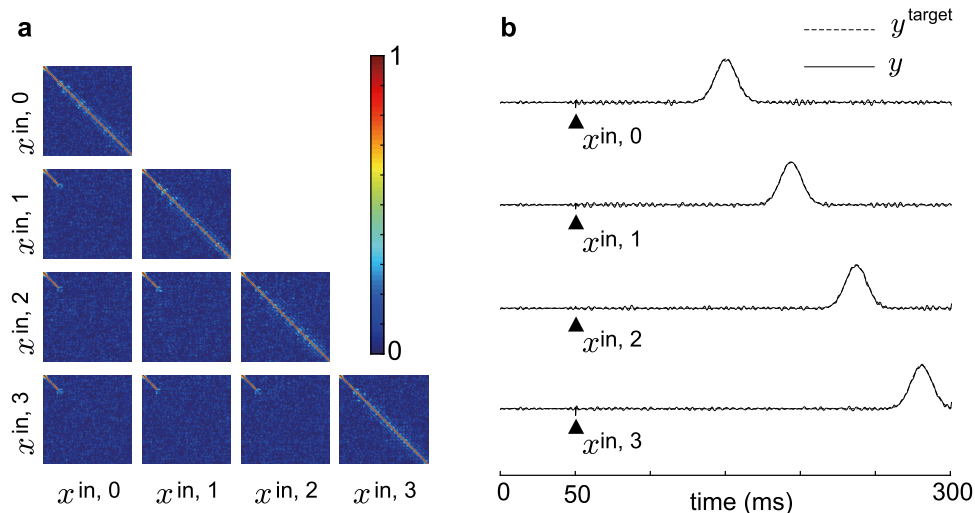 a
b
1
0
x^in, 0
x^in, 1
x^in, 2
x^in, 3
x^in, 0 x^in, 1 x^in, 2 x^in, 3
y^target
y
x^in, 0
x^in, 1
x^in, 2
x^in, 3
0 50 300
time (ms)